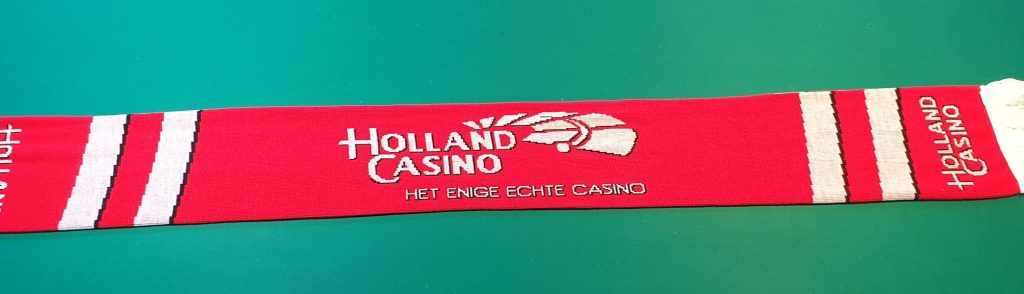 HOLLAND
CASINO
HET ENIGE ECHTE CASINO
HOLLAND
CASINO